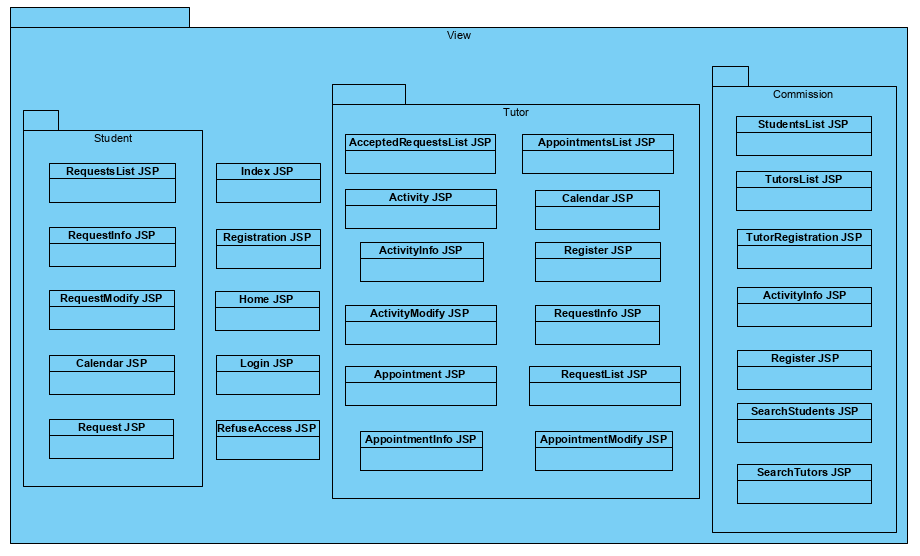 View
Student
RequestsList JSP
RequestInfo JSP
RequestModify JSP
Calendar JSP
Request JSP
Index JSP
Registration JSP
Home JSP
Login JSP
RefuseAccess JSP
Tutor
AcceptedRequestsList JSP
AppointmentsList JSP
Activity JSP
Calendar JSP
ActivityInfo JSP
Register JSP
ActivityModify JSP
RequestInfo JSP
Appointment JSP
RequestList JSP
AppointmentInfo JSP
AppointmentModify JSP
Commission
StudentsList JSP
TutorsList JSP
TutorRegistration JSP
ActivityInfo JSP
Register JSP
SearchStudents JSP
SearchTutors JSP